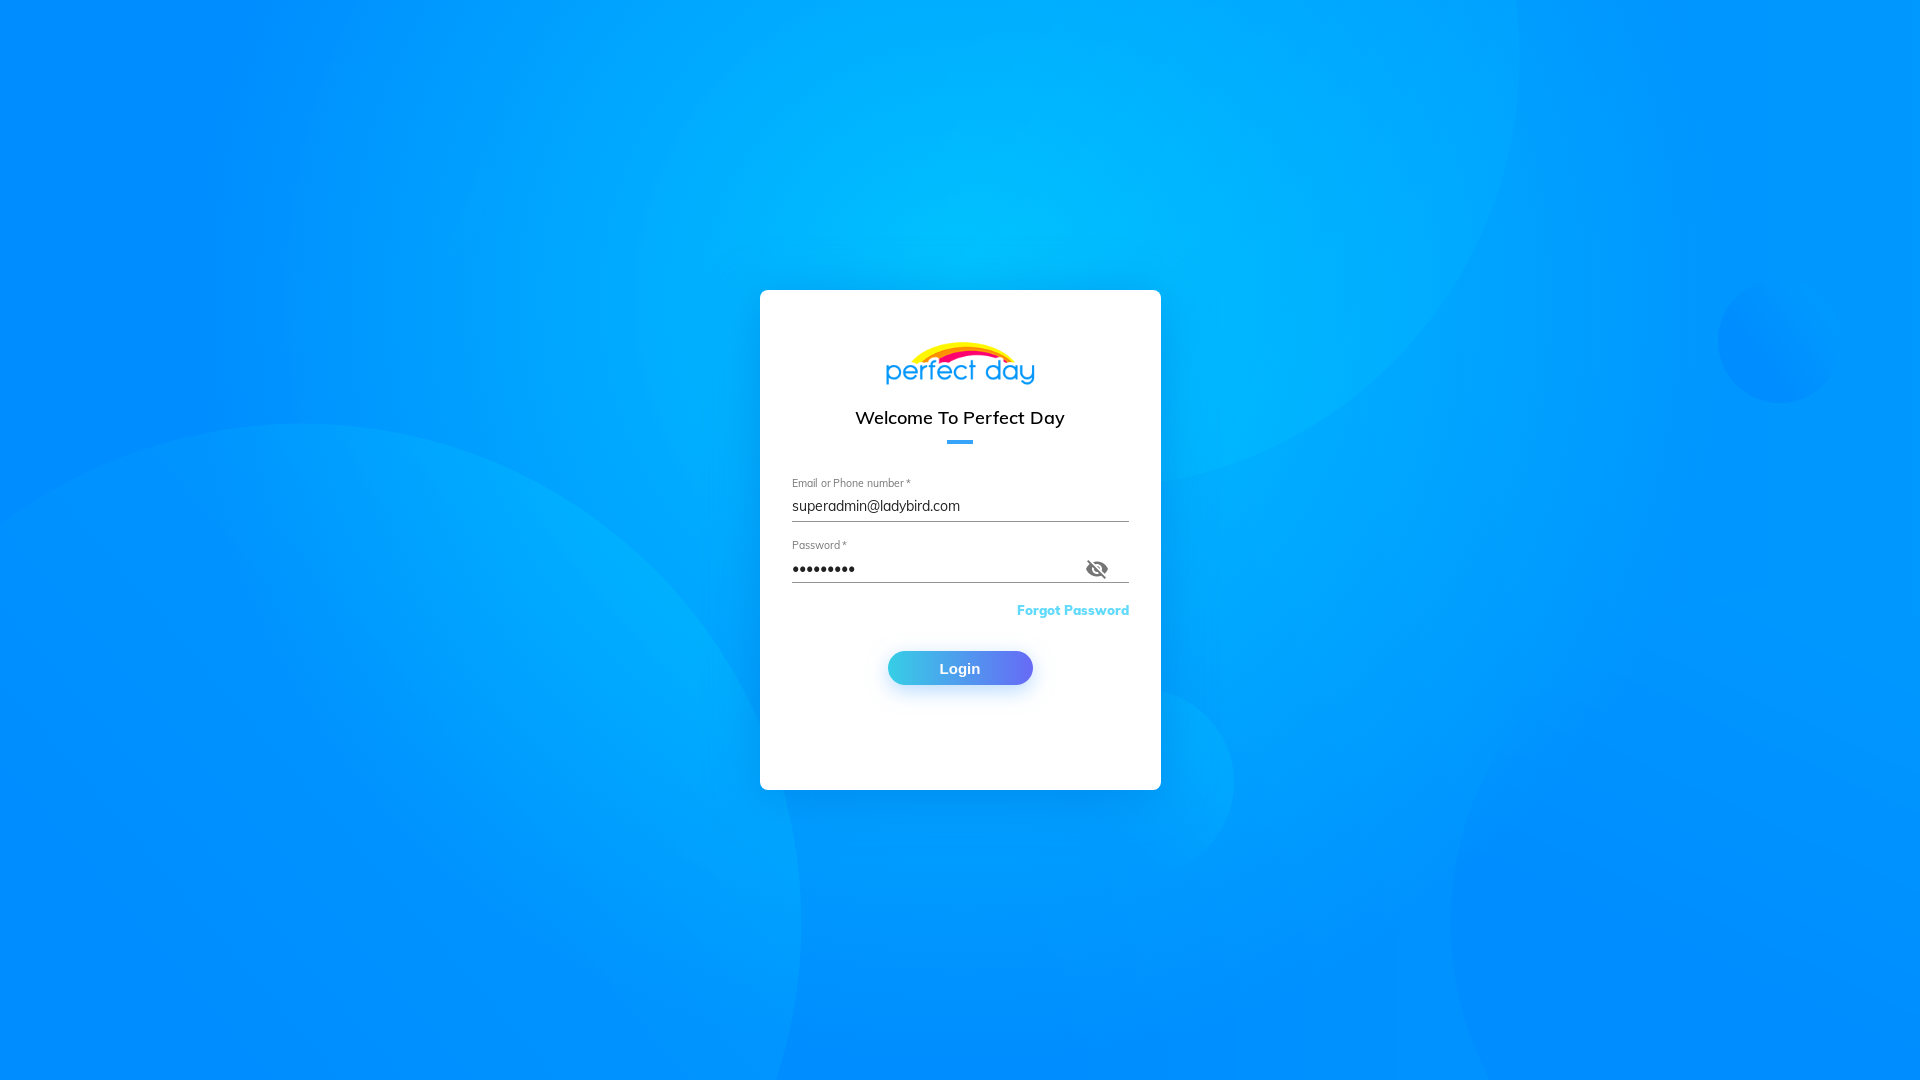 perfect day
Welcome To Perfect Day
Email or Phone number *
superadmin@ladybird.com
Password *
•••••••••
Forgot Password
Login